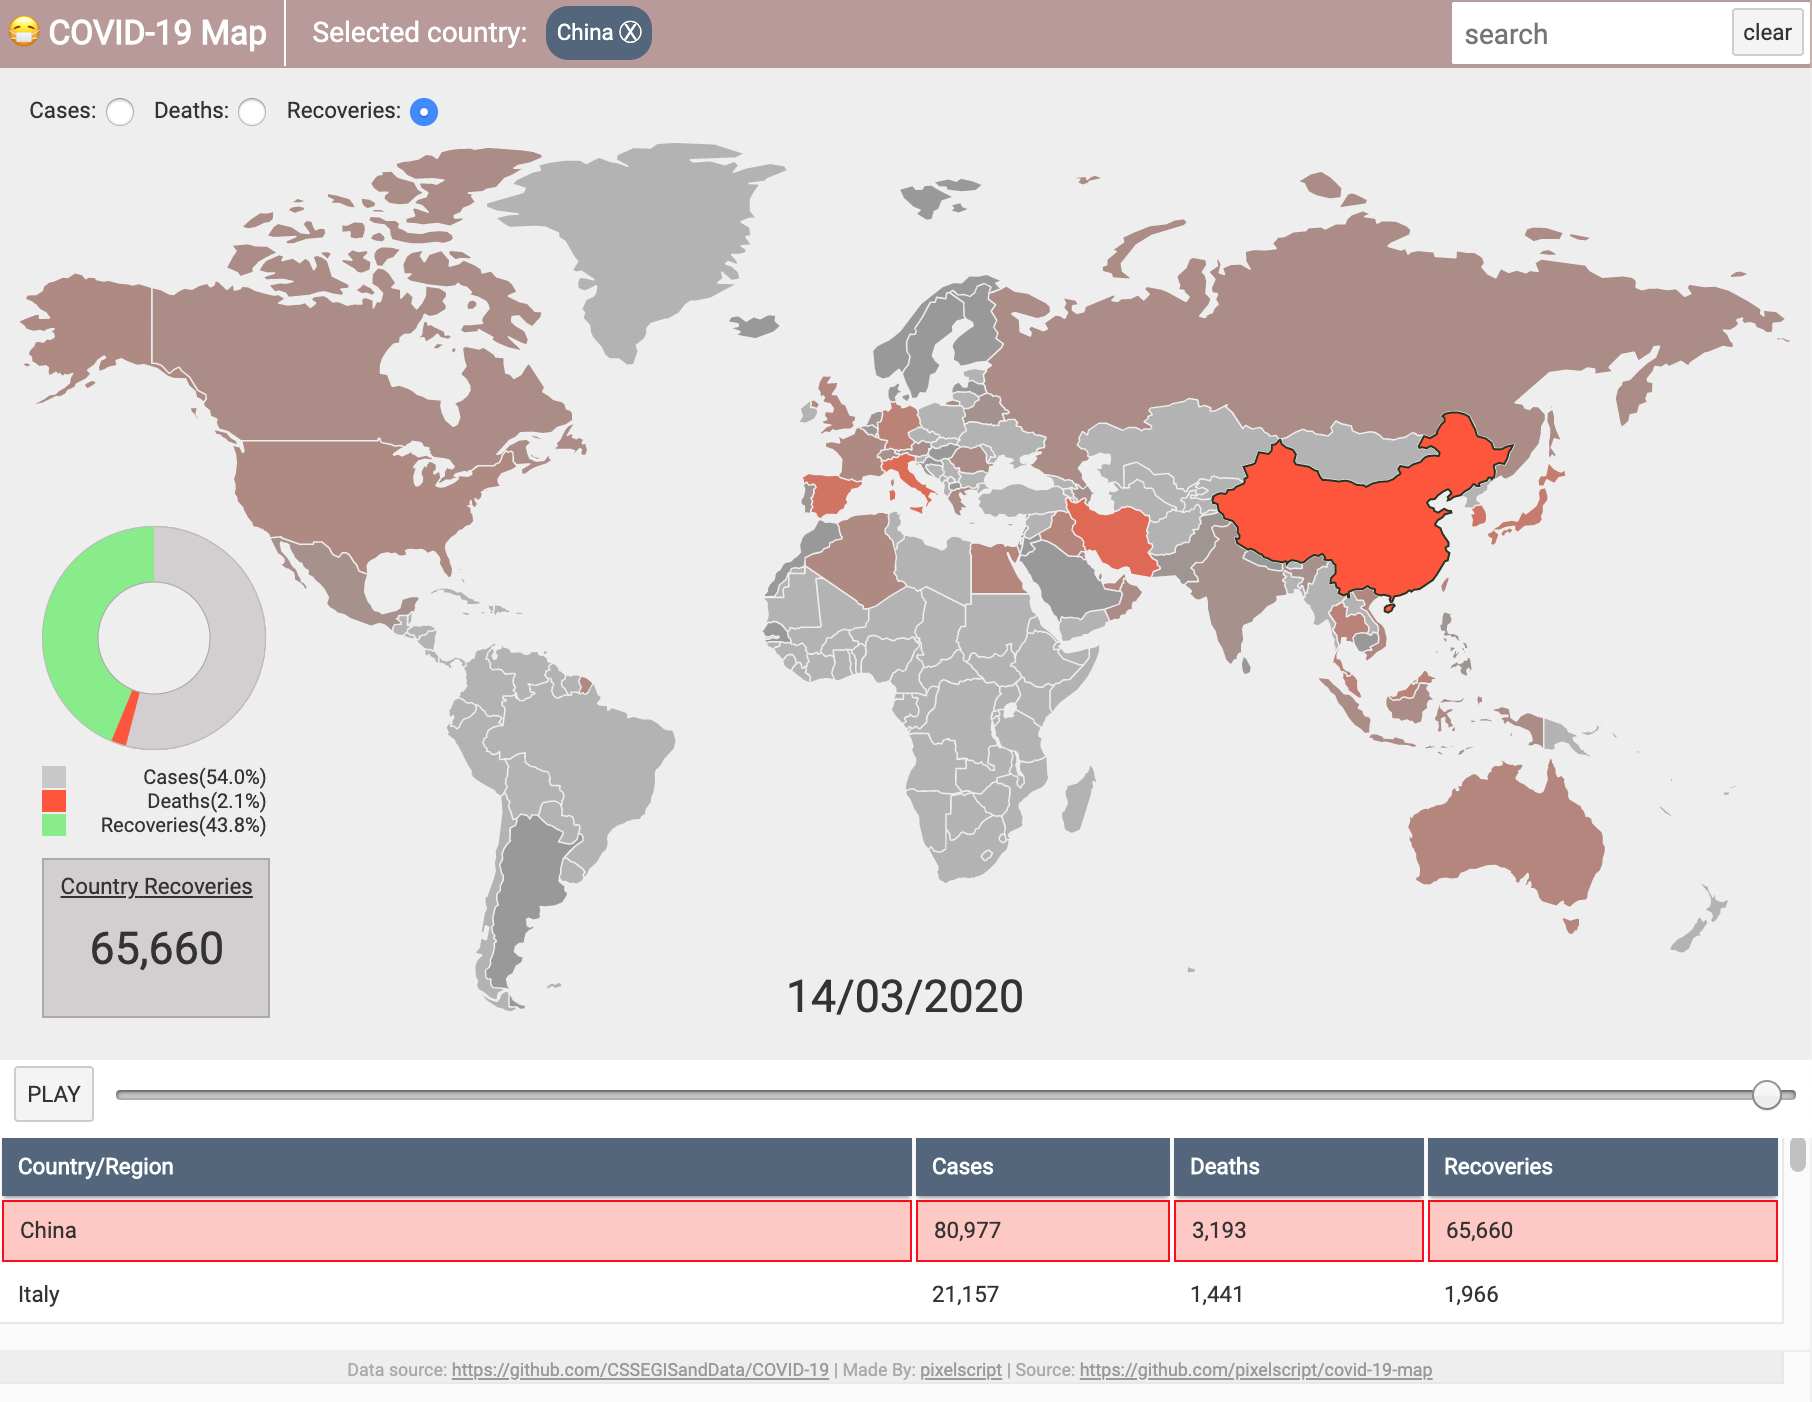 COVID-19 Map
Selected country: China Ⓧ
search
clear
Cases: Deaths: Recoveries:
Cases(54.0%)
Deaths(2.1%)
Recoveries(43.8%)
Country Recoveries
65,660
14/03/2020
PLAY
Country/Region Cases Deaths Recoveries
China 80,977 3,193 65,660
Italy 21,157 1,441 1,966
Data source: https://github.com/CSSEGISandData/COVID-19 | Made By: pixelscript | Source: https://github.com/pixelscript/covid-19-map